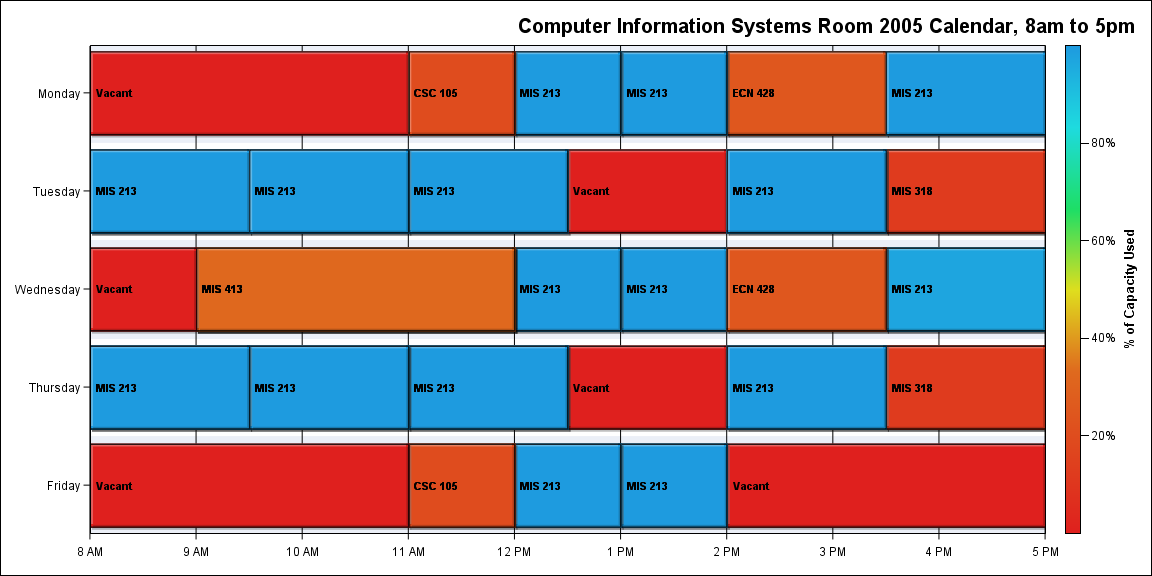 Computer Information Systems Room 2005 Calendar, 8am to 5pm
Monday
Vacant
CSC 105
MIS 213
MIS 213
ECN 428
MIS 213
Tuesday
MIS 213
MIS 213
MIS 213
Vacant
MIS 213
MIS 318
Wednesday
Vacant
MIS 413
MIS 213
MIS 213
ECN 428
MIS 213
Thursday
MIS 213
MIS 213
MIS 213
Vacant
MIS 213
MIS 318
Friday
Vacant
CSC 105
MIS 213
MIS 213
Vacant
8 AM
9 AM
10 AM
11 AM
12 PM
1 PM
2 PM
3 PM
4 PM
5 PM
80%
60%
40%
20%
% of Capacity Used